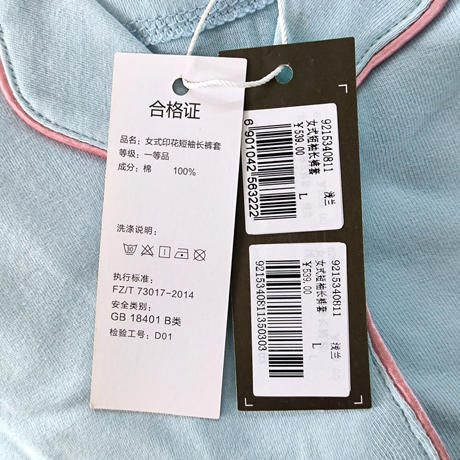 合格证
品名: 女式印花短袖长裤套
等级: 一等品
成分: 棉 100%
洗涤说明:
30
执行标准:
FZ/T 73017-2014
安全类别:
GB 18401 B类
检验工号: D01
9215340811 浅兰
女式短袖长裤套
¥539.00 L
6 901042 563222
9215340811 浅兰
女式短袖长裤套
¥539.00 L
9215340811350303